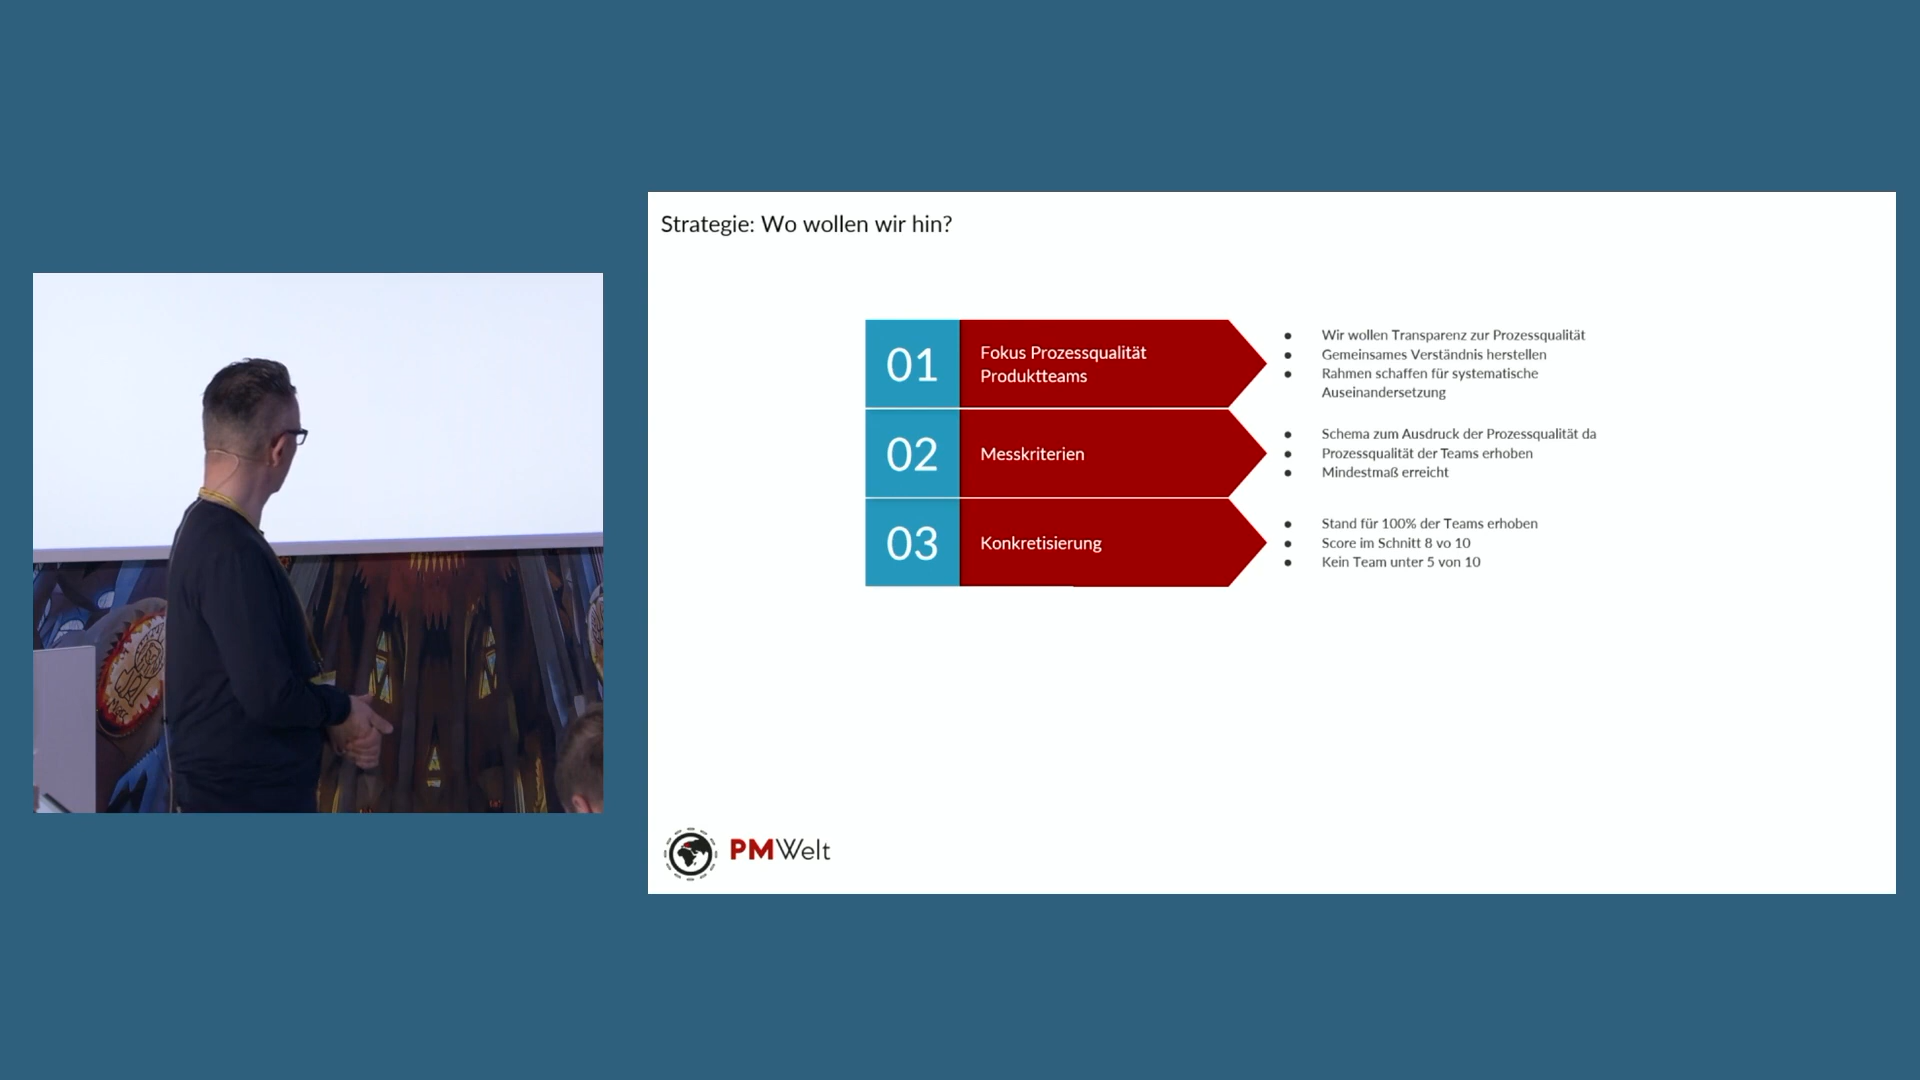 Strategie: Wo wollen wir hin?
01
Fokus Prozessqualität
Produktteams
● Wir wollen Transparenz zur Prozessqualität
● Gemeinsames Verständnis herstellen
● Rahmen schaffen für systematische
Auseinandersetzung
02
Messkriterien
● Schema zum Ausdruck der Prozessqualität da
● Prozessqualität der Teams erhoben
● Mindestmaß erreicht
03
Konkretisierung
● Stand für 100% der Teams erhoben
● Score im Schnitt 8 vo 10
● Kein Team unter 5 von 10
PMWelt